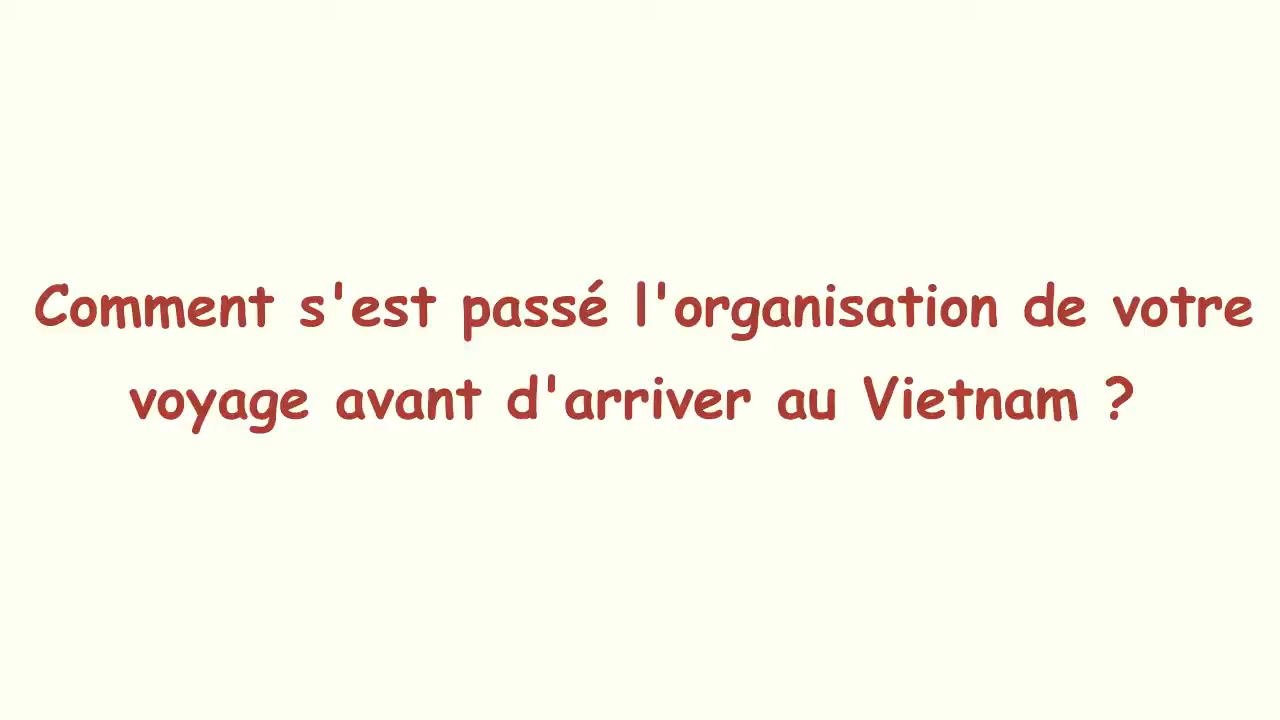 Comment s'est passé l'organisation de votre
voyage avant d'arriver au Vietnam ?